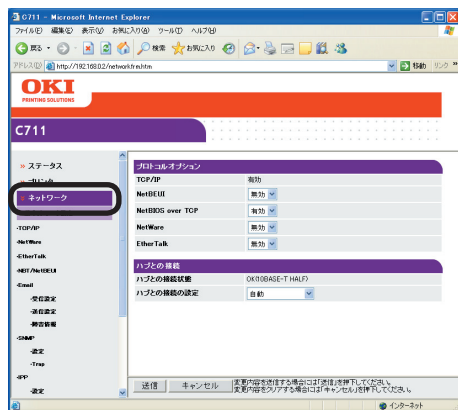 C711 - Microsoft Internet Explorer
ファイル(F) 編集(E) 表示(V) お気に入り(A) ツール(T) ヘルプ(H)
戻る 検索 お気に入り
アドレス(D) http://192.168.0.2/networkfrm.htm 移動 リンク »
OKI
PRINTING SOLUTIONS
C711
» ステータス
» プリンタ
» ネットワーク
-TCP/IP
-NetWare
-EtherTalk
-NBT/NetBEUI
-Email
-受信設定
-送信設定
-障害情報
-SNMP
-設定
-Trap
-IPP
-設定
プロトコルオプション
TCP/IP 有効
NetBEUI 無効
NetBIOS over TCP 有効
NetWare 無効
EtherTalk 無効
ハブとの接続
ハブとの接続状態 OK(10BASE-T HALF)
ハブとの接続の設定 自動
送信 キャンセル
変更内容を送信する場合には「送信」を押下してください。
変更内容をクリアする場合は「キャンセル」を押下してください。
インターネット